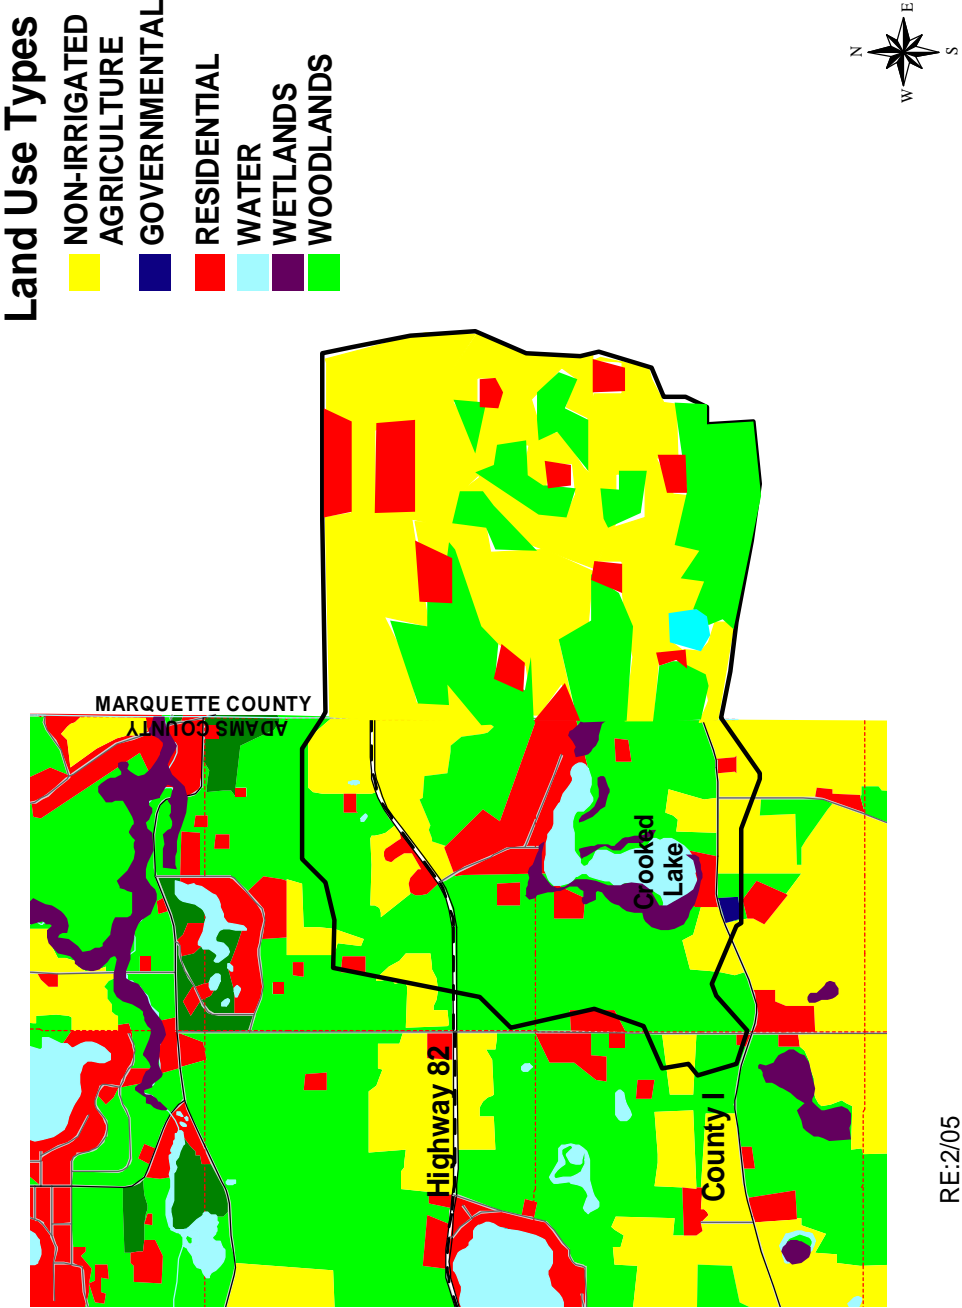 Land Use Types
NON-IRRIGATED
AGRICULTURE
GOVERNMENTAL
RESIDENTIAL
WATER
WETLANDS
WOODLANDS
N
E
S
W
MARQUETTE COUNTY
ADAMS COUNTY
Crooked
Lake
Highway 82
County I
RE:2/05